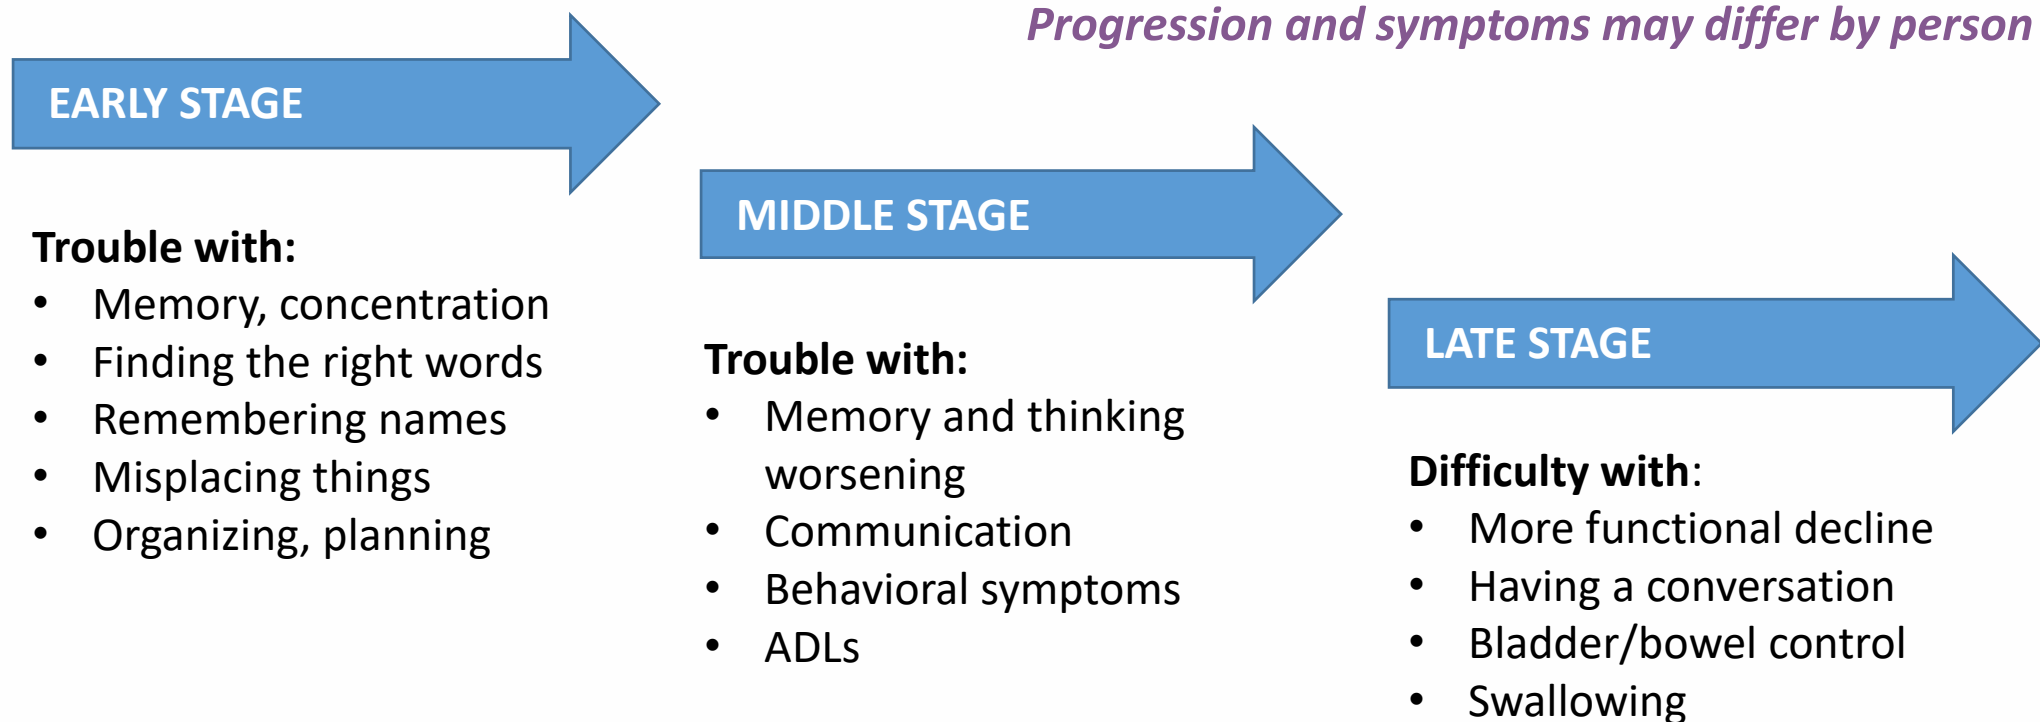 Progression and symptoms may differ by person
EARLY STAGE
Trouble with:
• Memory, concentration
• Finding the right words
• Remembering names
• Misplacing things
• Organizing, planning
MIDDLE STAGE
Trouble with:
• Memory and thinking
worsening
• Communication
• Behavioral symptoms
• ADLs
LATE STAGE
Difficulty with:
• More functional decline
• Having a conversation
• Bladder/bowel control
• Swallowing